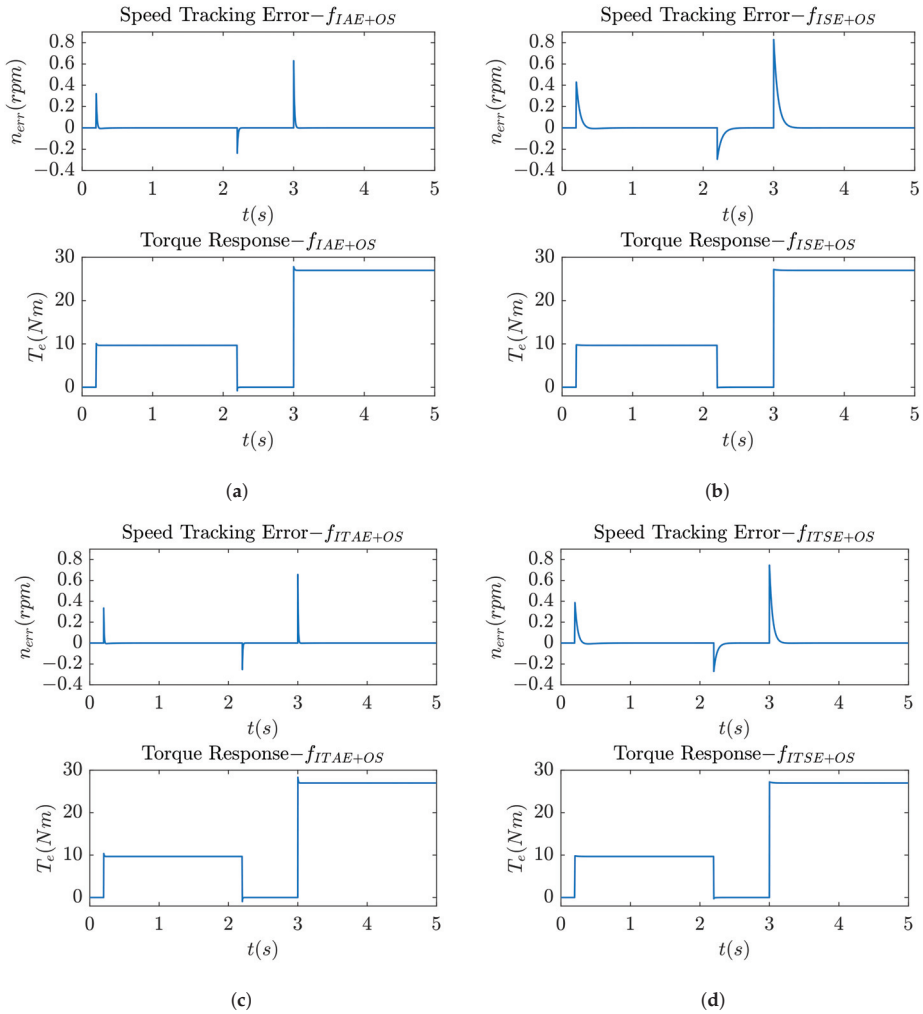 Speed Tracking Error−f_{IAE+OS}
0.8
0.6
0.4
0.2
0
−0.2
−0.4
n_{err}(rpm)
0 1 2 3 4 5
t(s)
Torque Response−f_{IAE+OS}
30
20
10
0
T_e(Nm)
0 1 2 3 4 5
t(s)
(a)
Speed Tracking Error−f_{ISE+OS}
0.8
0.6
0.4
0.2
0
−0.2
−0.4
n_{err}(rpm)
0 1 2 3 4 5
t(s)
Torque Response−f_{ISE+OS}
30
20
10
0
T_e(Nm)
0 1 2 3 4 5
t(s)
(b)
Speed Tracking Error−f_{ITAE+OS}
0.8
0.6
0.4
0.2
0
−0.2
−0.4
n_{err}(rpm)
0 1 2 3 4 5
t(s)
Torque Response−f_{ITAE+OS}
30
20
10
0
T_e(Nm)
0 1 2 3 4 5
t(s)
(c)
Speed Tracking Error−f_{ITSE+OS}
0.8
0.6
0.4
0.2
0
−0.2
−0.4
n_{err}(rpm)
0 1 2 3 4 5
t(s)
Torque Response−f_{ITSE+OS}
30
20
10
0
T_e(Nm)
0 1 2 3 4 5
t(s)
(d)